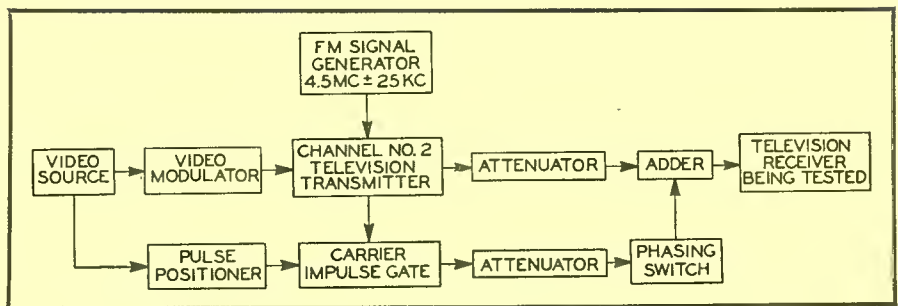 FM SIGNAL
GENERATOR
4.5MC ± 25KC
VIDEO
SOURCE
VIDEO
MODULATOR
CHANNEL NO. 2
TELEVISION
TRANSMITTER
ATTENUATOR
ADDER
TELEVISION
RECEIVER
BEING TESTED
PULSE
POSITIONER
CARRIER
IMPULSE GATE
ATTENUATOR
PHASING
SWITCH